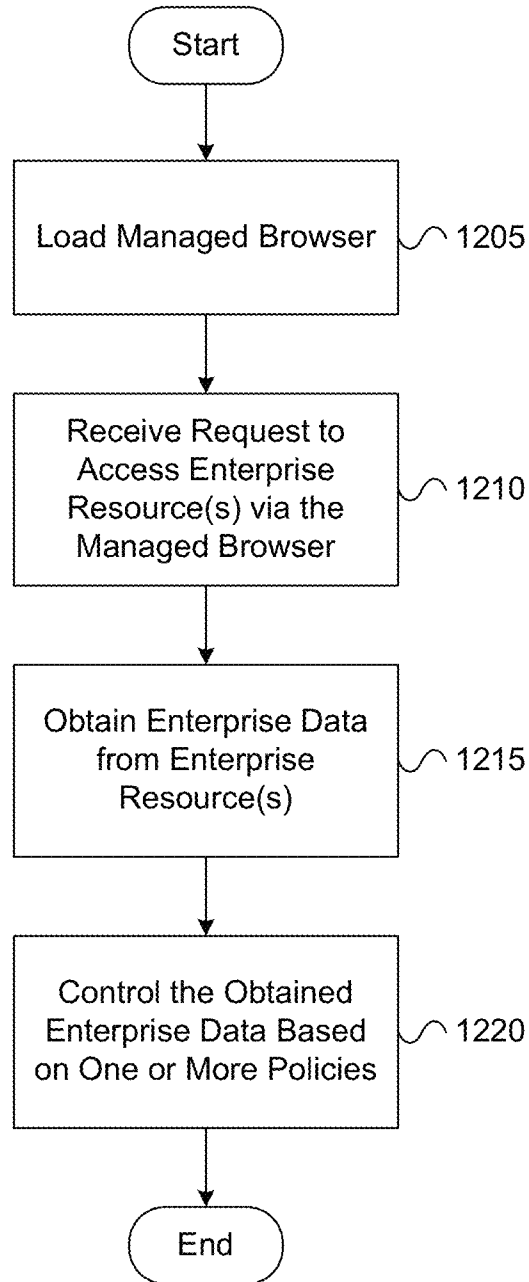 Start
Load Managed Browser
1205
Receive Request to
Access Enterprise
Resource(s) via the
Managed Browser
1210
Obtain Enterprise Data
from Enterprise
Resource(s)
1215
Control the Obtained
Enterprise Data Based
on One or More Policies
1220
End